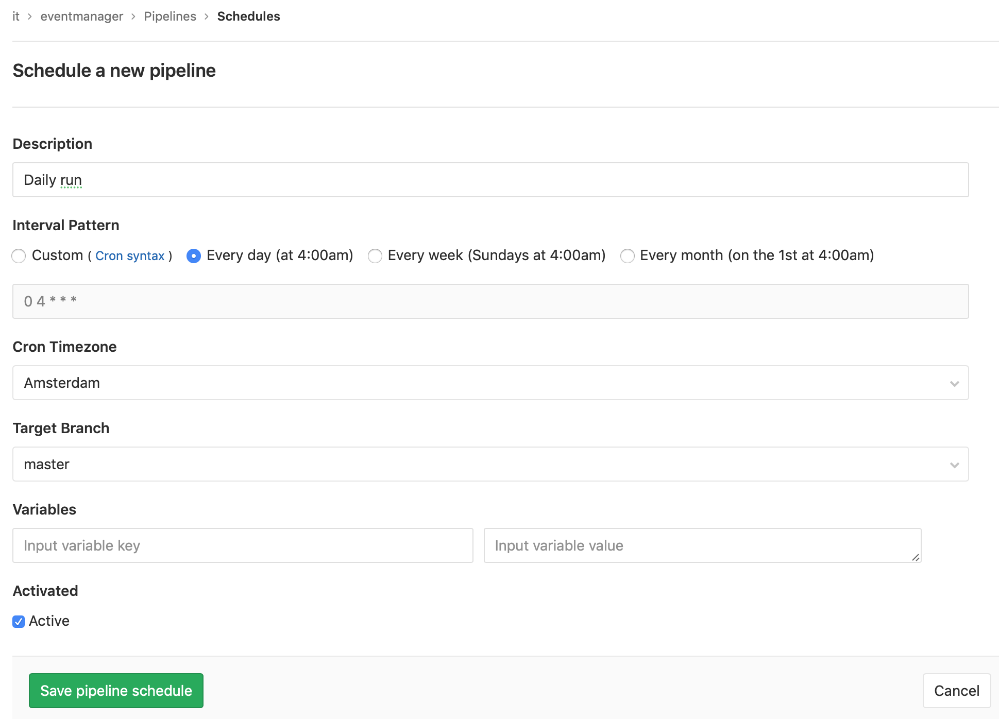 it > eventmanager > Pipelines > Schedules
Schedule a new pipeline
Description
Daily run
Interval Pattern
Custom ( Cron syntax ) Every day (at 4:00am) Every week (Sundays at 4:00am) Every month (on the 1st at 4:00am)
0 4 * * *
Cron Timezone
Amsterdam
Target Branch
master
Variables
Input variable key Input variable value
Activated
Active
Save pipeline schedule Cancel